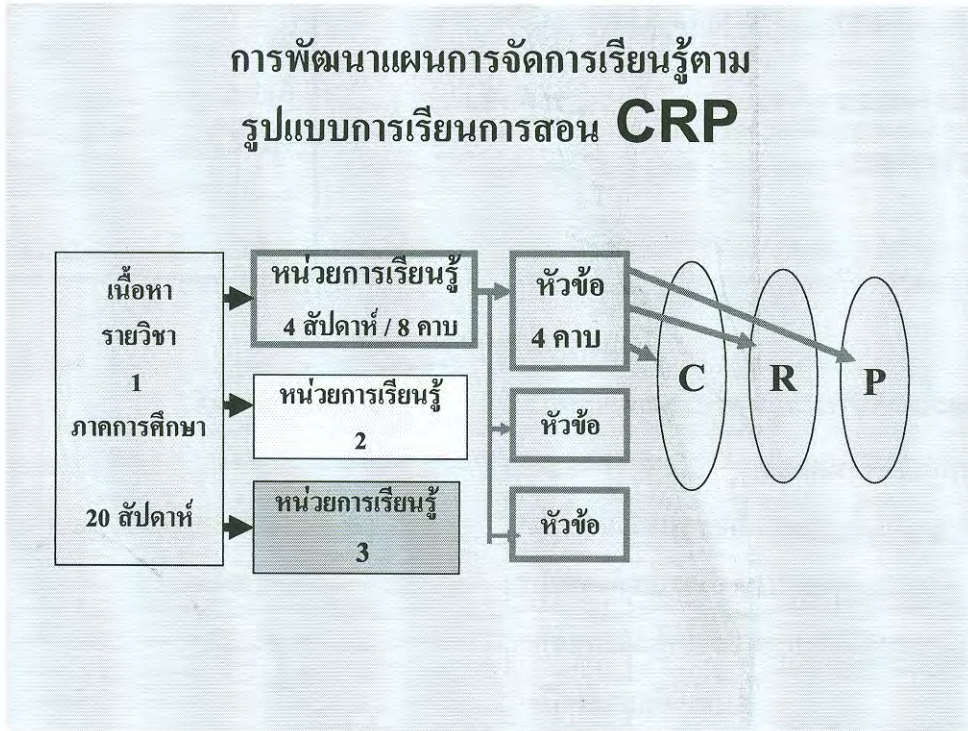 การพัฒนาแผนการจัดการเรียนรู้ตาม
รูปแบบการเรียนการสอน CRP
เนื้อหา
รายวิชา
1
ภาคการศึกษา
20 สัปดาห์
หน่วยการเรียนรู้
4 สัปดาห์ / 8 คาบ
หน่วยการเรียนรู้
2
หน่วยการเรียนรู้
3
หัวข้อ
4 คาบ
หัวข้อ
หัวข้อ
C
R
P